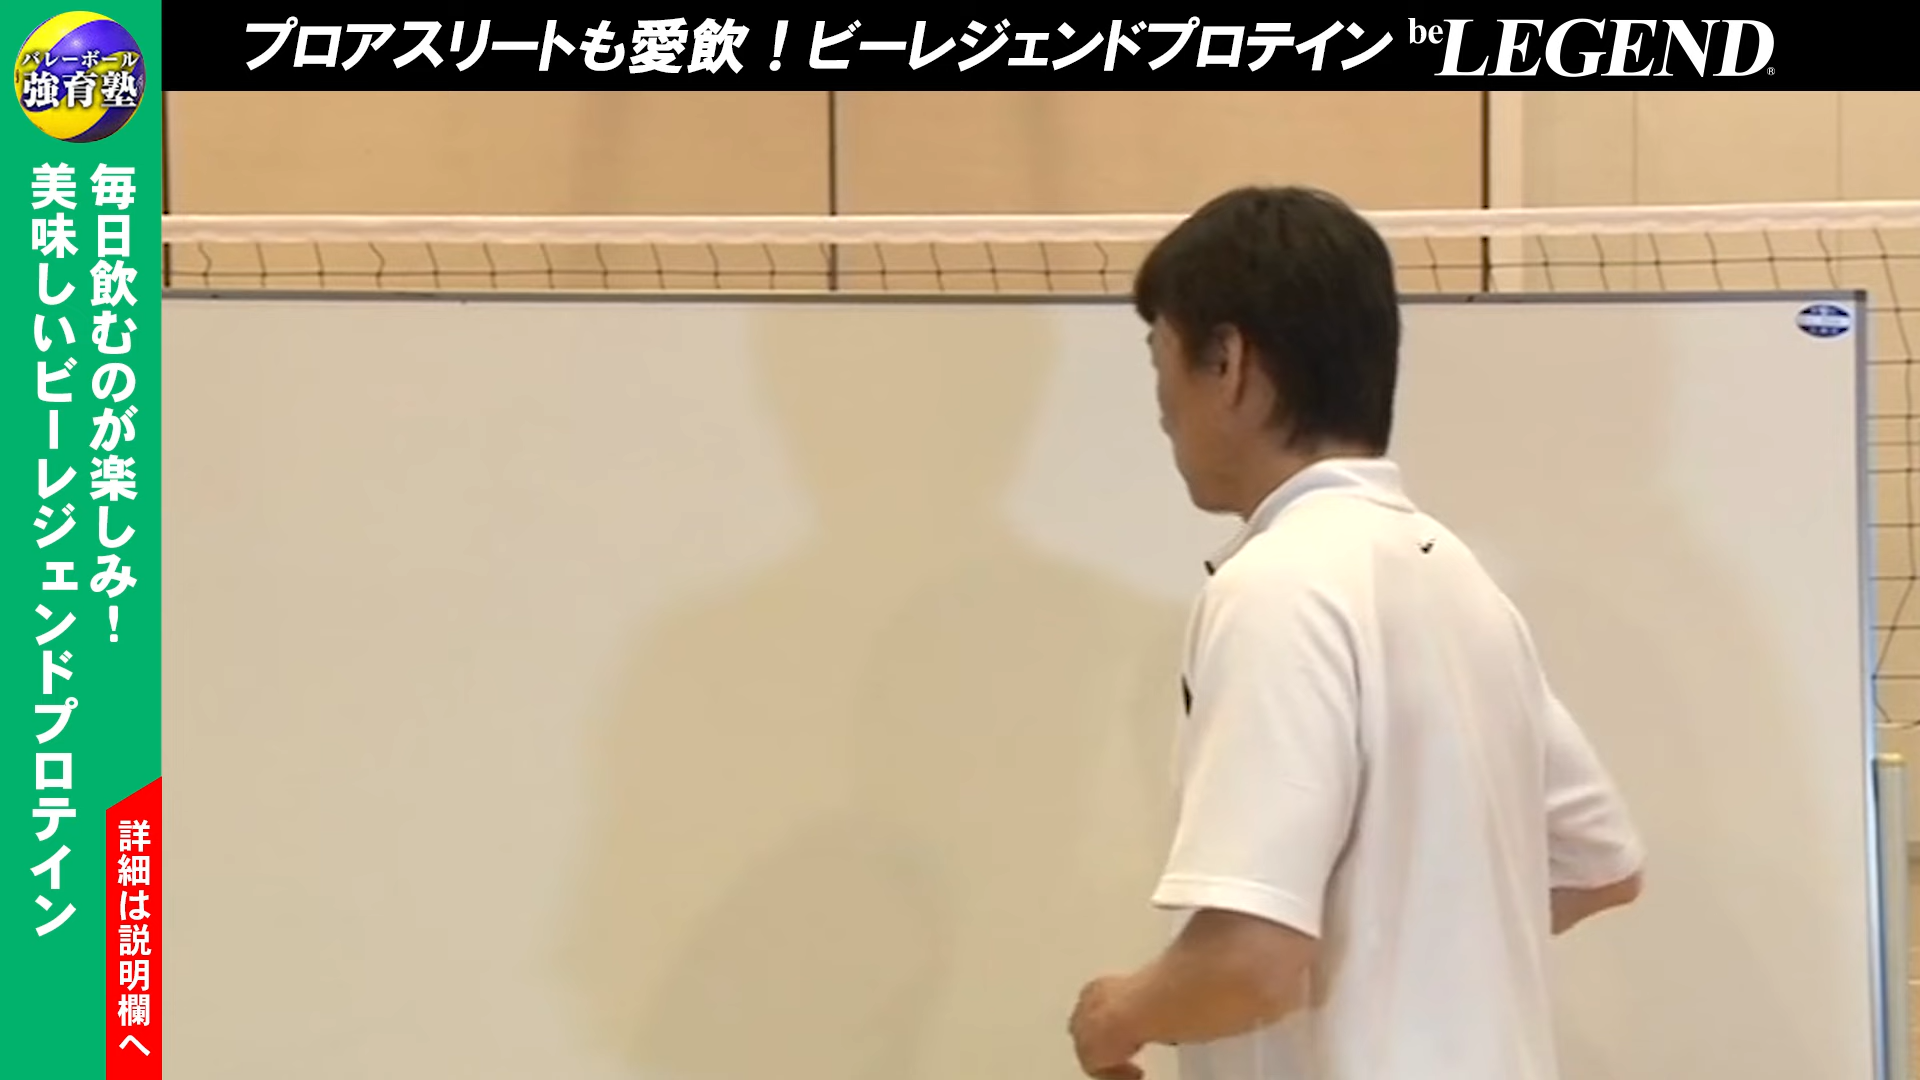 プロアスリートも愛飲！ビーレジェンドプロテイン be LEGEND®
バレーボール
強育塾
毎日飲むのが楽しみ！
美味しいビーレジェンドプロテイン
詳細は説明欄へ